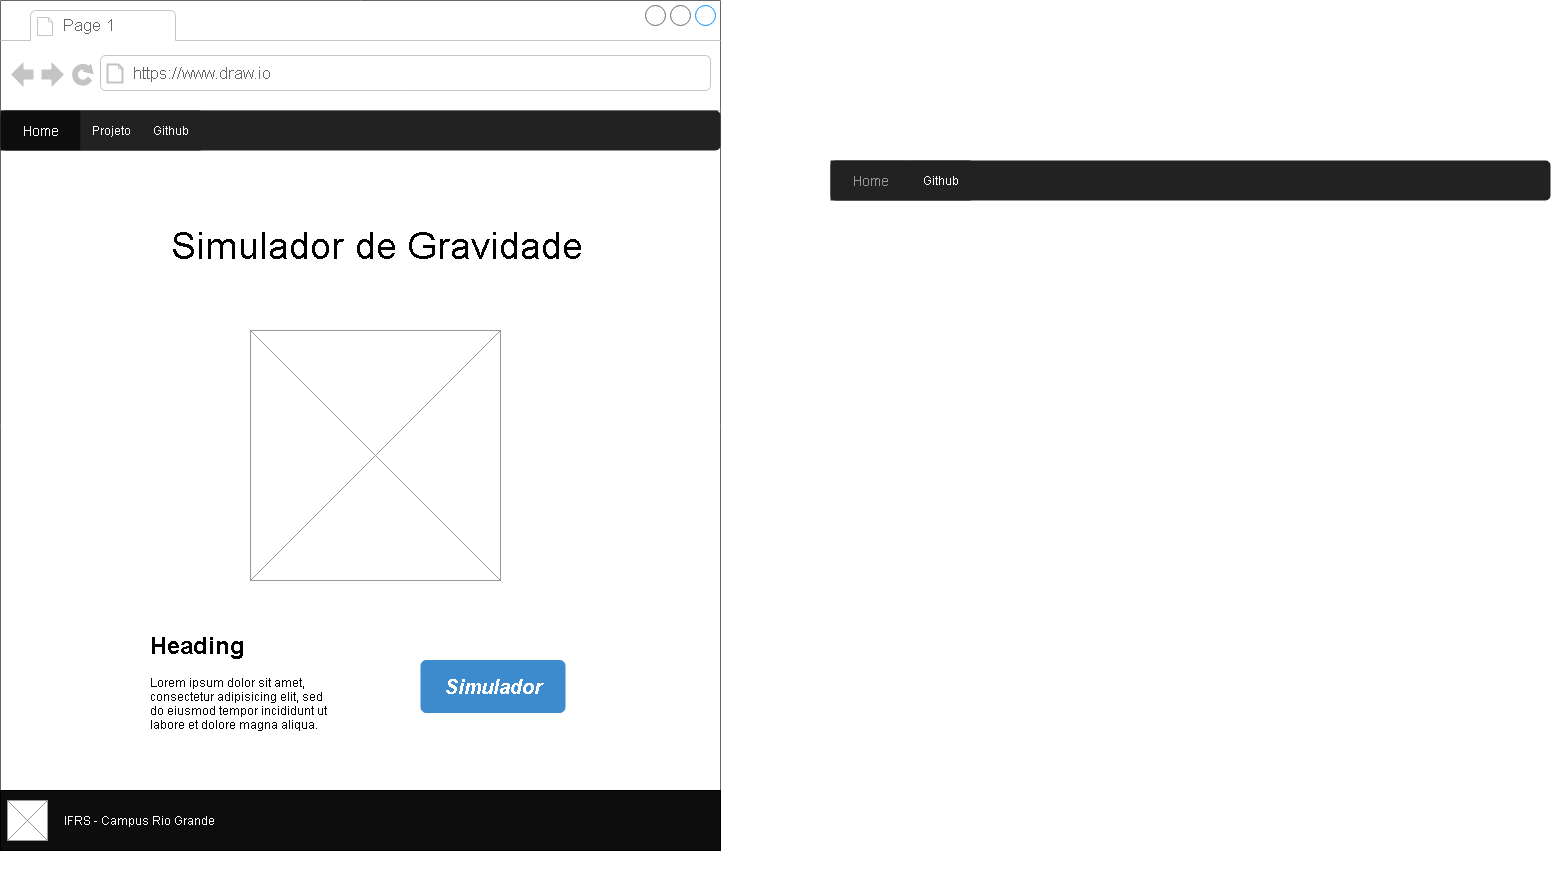 Page 1
https://www.draw.io
Home Projeto Github
Simulador de Gravidade
Heading
Lorem ipsum dolor sit amet,
consectetur adipisicing elit, sed
do eiusmod tempor incididunt ut
labore et dolore magna aliqua.
Simulador
IFRS - Campus Rio Grande
Home Github